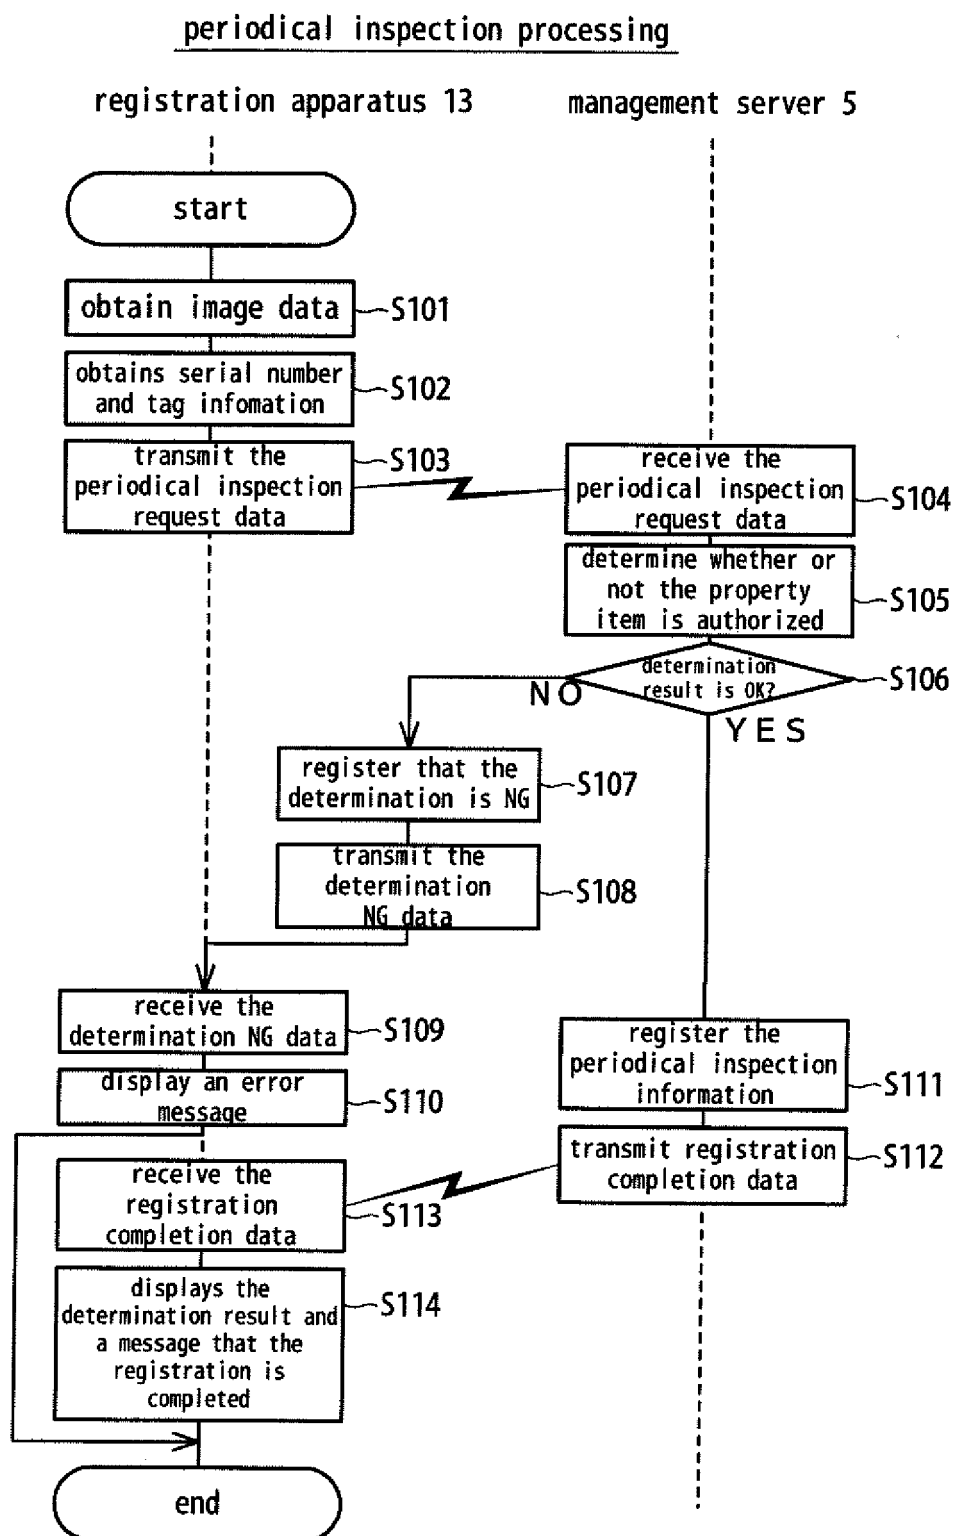 periodical inspection processing
registration apparatus 13
management server 5
start
obtain image data
S101
obtains serial number
and tag infomation
S102
transmit the
periodical inspection
request data
S103
receive the
periodical inspection
request data
S104
determine whether or
not the property
item is authorized
S105
determination
result is OK?
S106
NO
YES
register that the
determination is NG
S107
transmit the
determination
NG data
S108
receive the
determination NG data
S109
display an error
message
S110
register the
periodical inspection
information
S111
transmit registration
completion data
S112
receive the
registration
completion data
S113
displays the
determination result and
a message that the
registration is
completed
S114
end